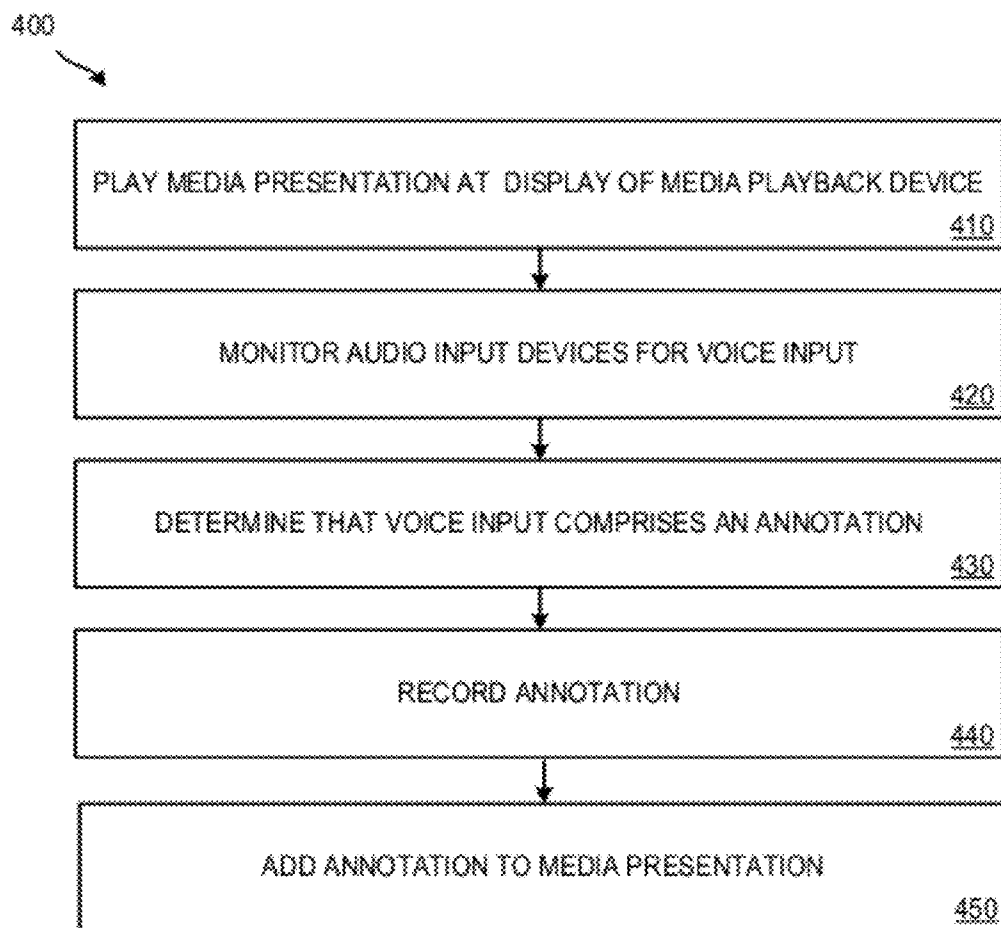 400
PLAY MEDIA PRESENTATION AT DISPLAY OF MEDIA PLAYBACK DEVICE
410
MONITOR AUDIO INPUT DEVICES FOR VOICE INPUT
420
DETERMINE THAT VOICE INPUT COMPRISES AN ANNOTATION
430
RECORD ANNOTATION
440
ADD ANNOTATION TO MEDIA PRESENTATION
450